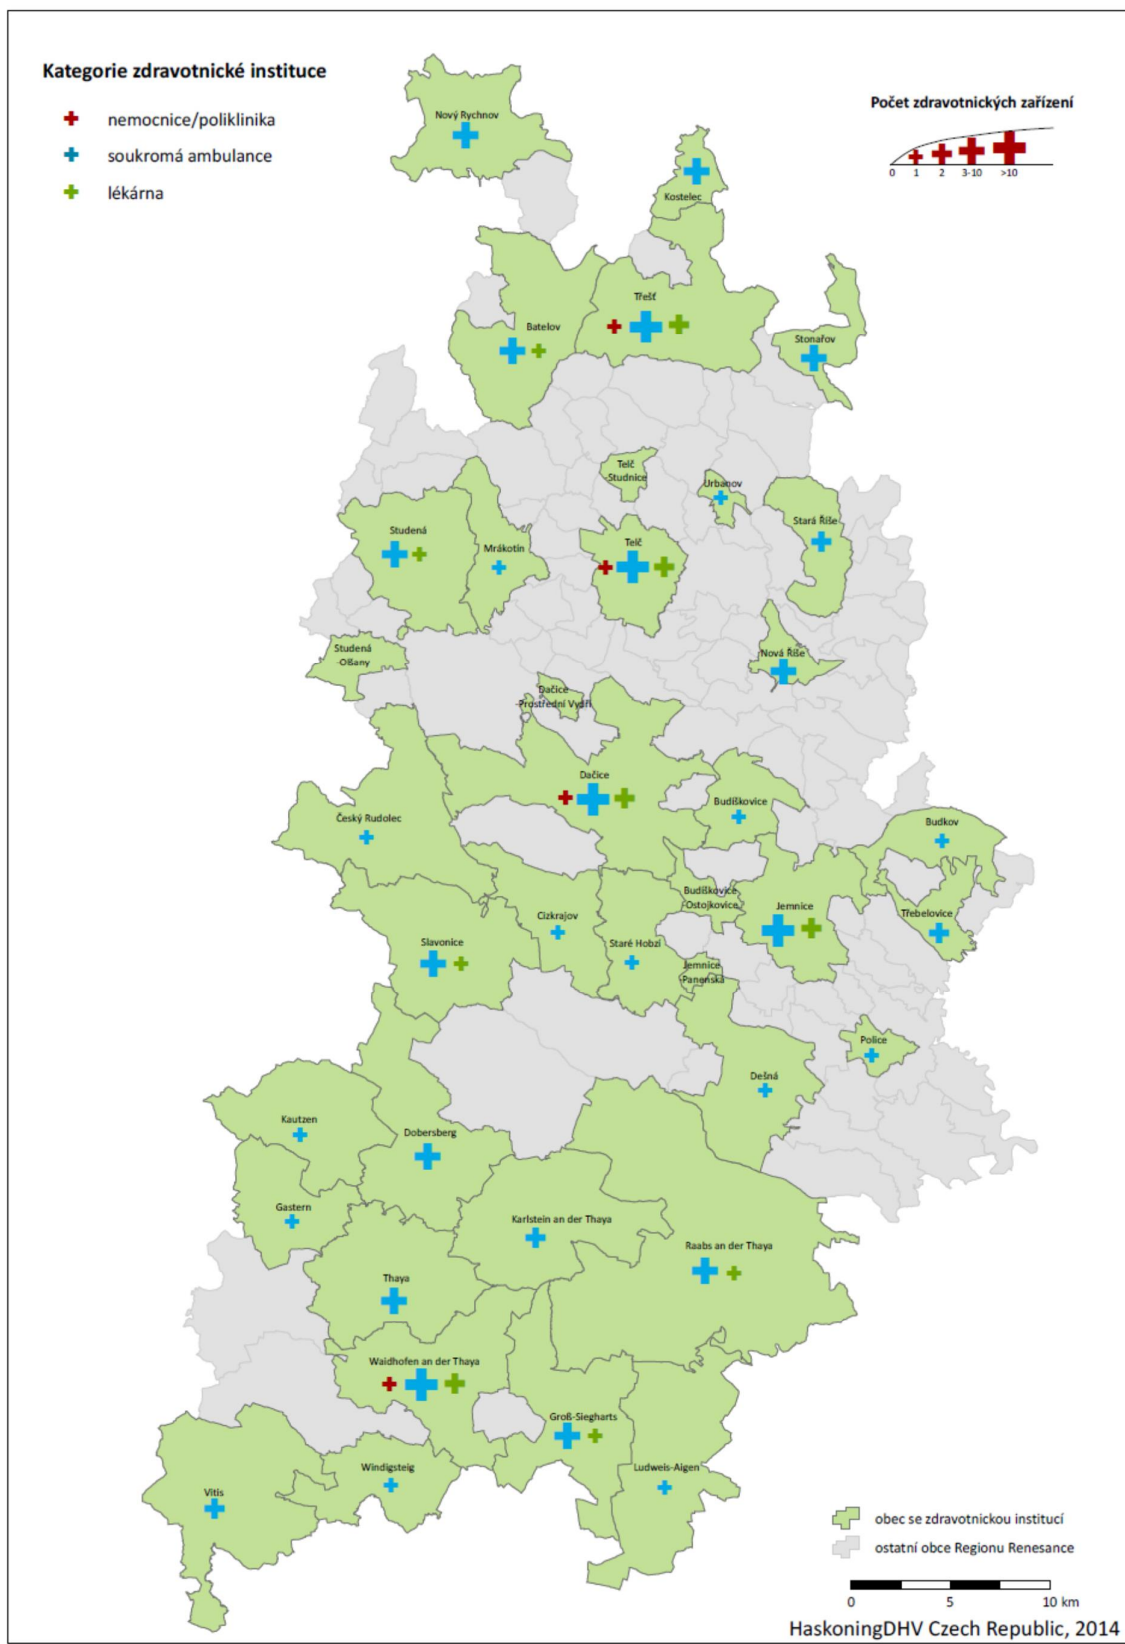 Kategorie zdravotnické instituce
nemocnice/poliklinika
soukromá ambulance
lékárna
Počet zdravotnických zařízení
0 1 2 3-10 >10
Nový Rychnov
Kostelec
Třešť
Batelov
Stonařov
Telč
-Studnice
Urbanov
Stará Říše
Studená
Mrákotín
Telč
Studená
-Olšany
Nová Říše
Dačice
-Prostřední Vydří
Dačice
Budíškovice
Český Rudolec
Budkov
Budíškovice
-Ostojkovice
Jemnice
Třebelovice
Cizkrajov
Slavonice
Staré Hobzí
Jemnice
-Panenská
Police
Dešná
Kautzen
Dobersberg
Gastern
Karlstein an der Thaya
Raabs an der Thaya
Thaya
Waidhofen an der Thaya
Groß-Siegharts
Windigsteig
Ludweis-Aigen
Vitis
obec se zdravotnickou institucí
ostatní obce Regionu Renesance
0 5 10 km
HaskoningDHV Czech Republic, 2014